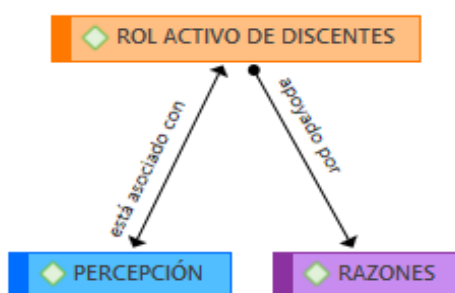 ROL ACTIVO DE DISCENTES
está asociado con
apoyado por
PERCEPCIÓN
RAZONES